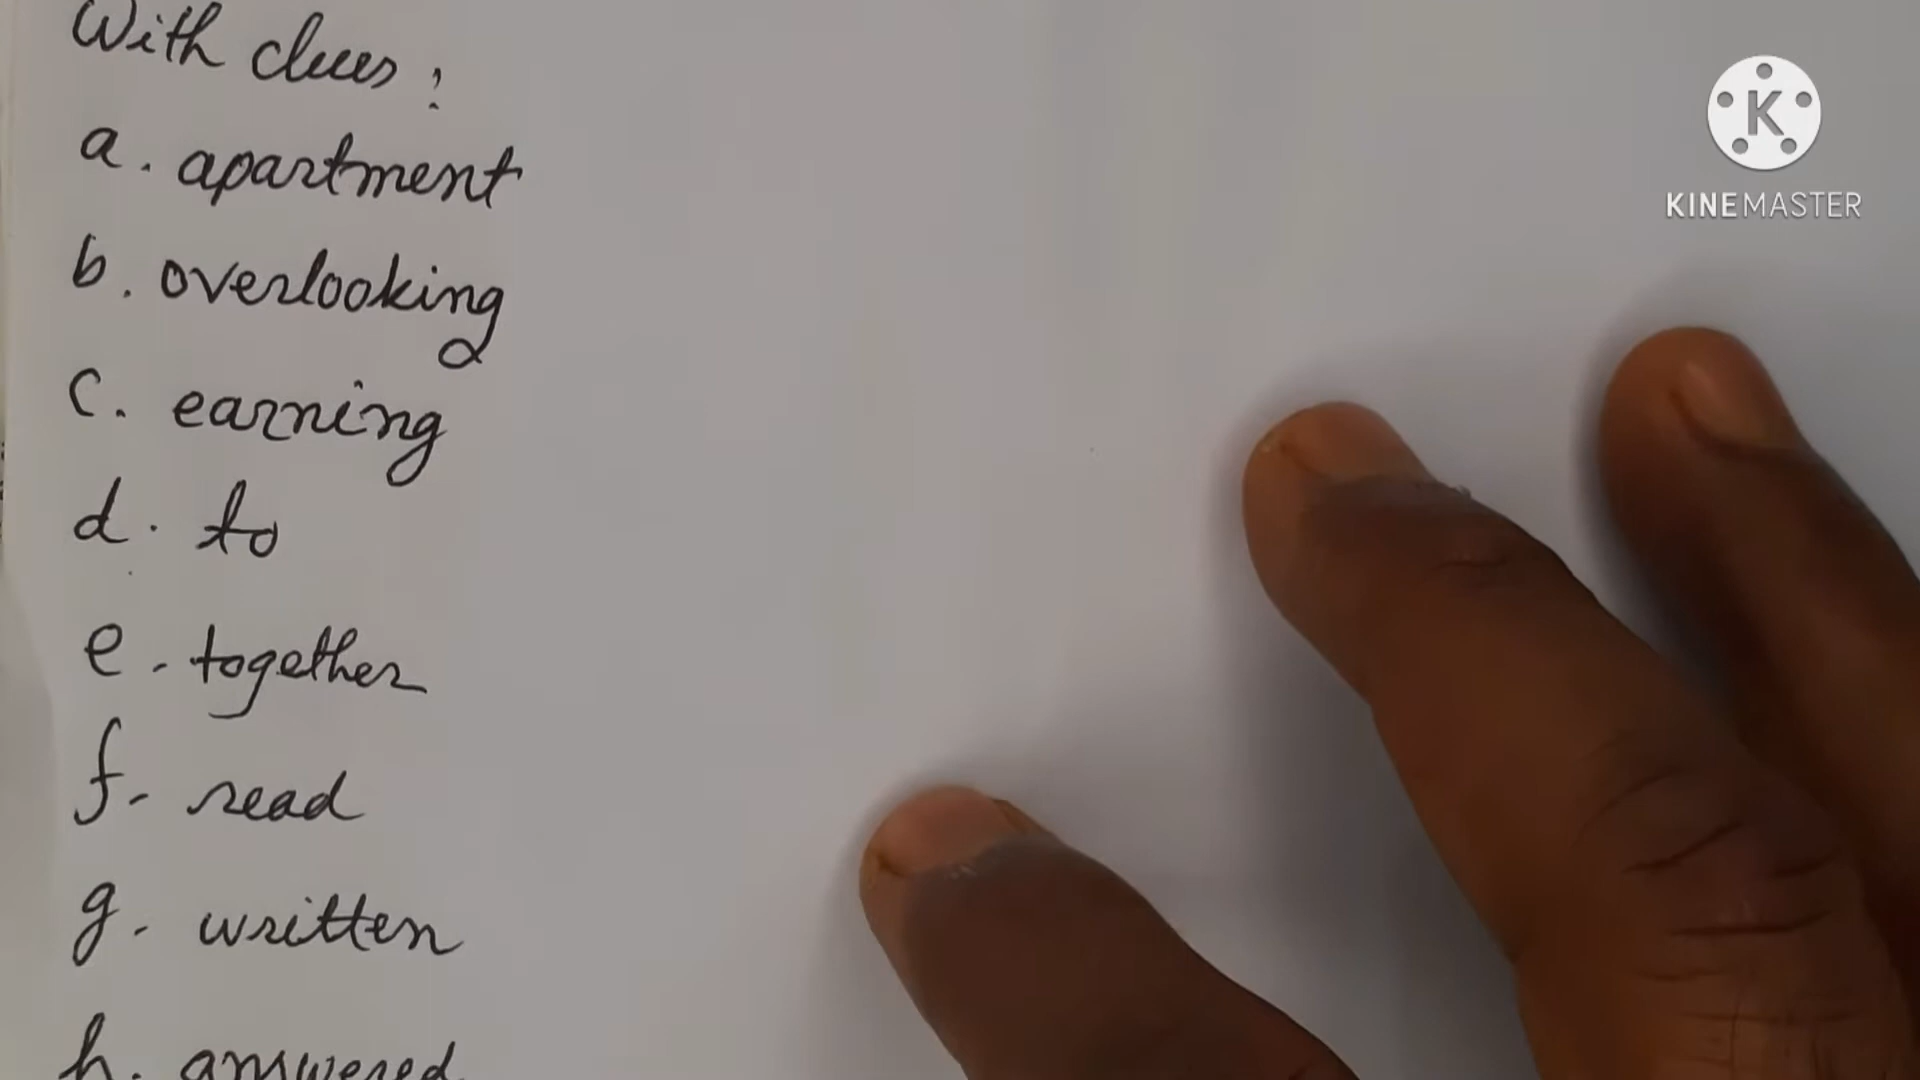 With clues:
a. apartment
b. overlooking
c. earning
d. to
e. together
f. read
g. written
h. answered
K
KINEMASTER